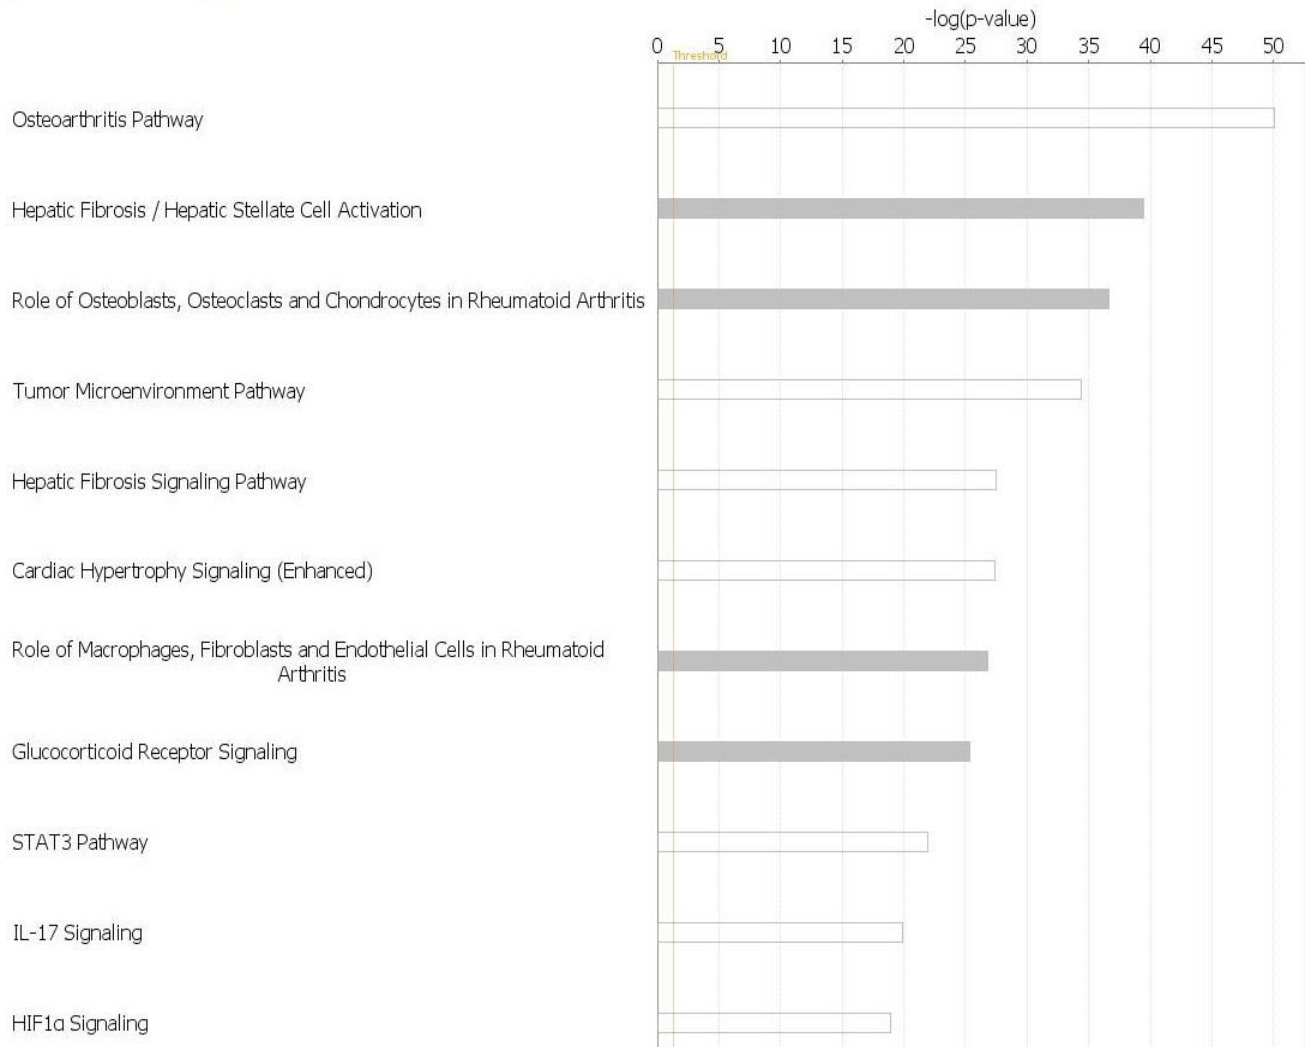 -log(p-value)
0 5 10 15 20 25 30 35 40 45 50
Threshold
Osteoarthritis Pathway
Hepatic Fibrosis / Hepatic Stellate Cell Activation
Role of Osteoblasts, Osteoclasts and Chondrocytes in Rheumatoid Arthritis
Tumor Microenvironment Pathway
Hepatic Fibrosis Signaling Pathway
Cardiac Hypertrophy Signaling (Enhanced)
Role of Macrophages, Fibroblasts and Endothelial Cells in Rheumatoid
Arthritis
Glucocorticoid Receptor Signaling
STAT3 Pathway
IL-17 Signaling
HIF1α Signaling